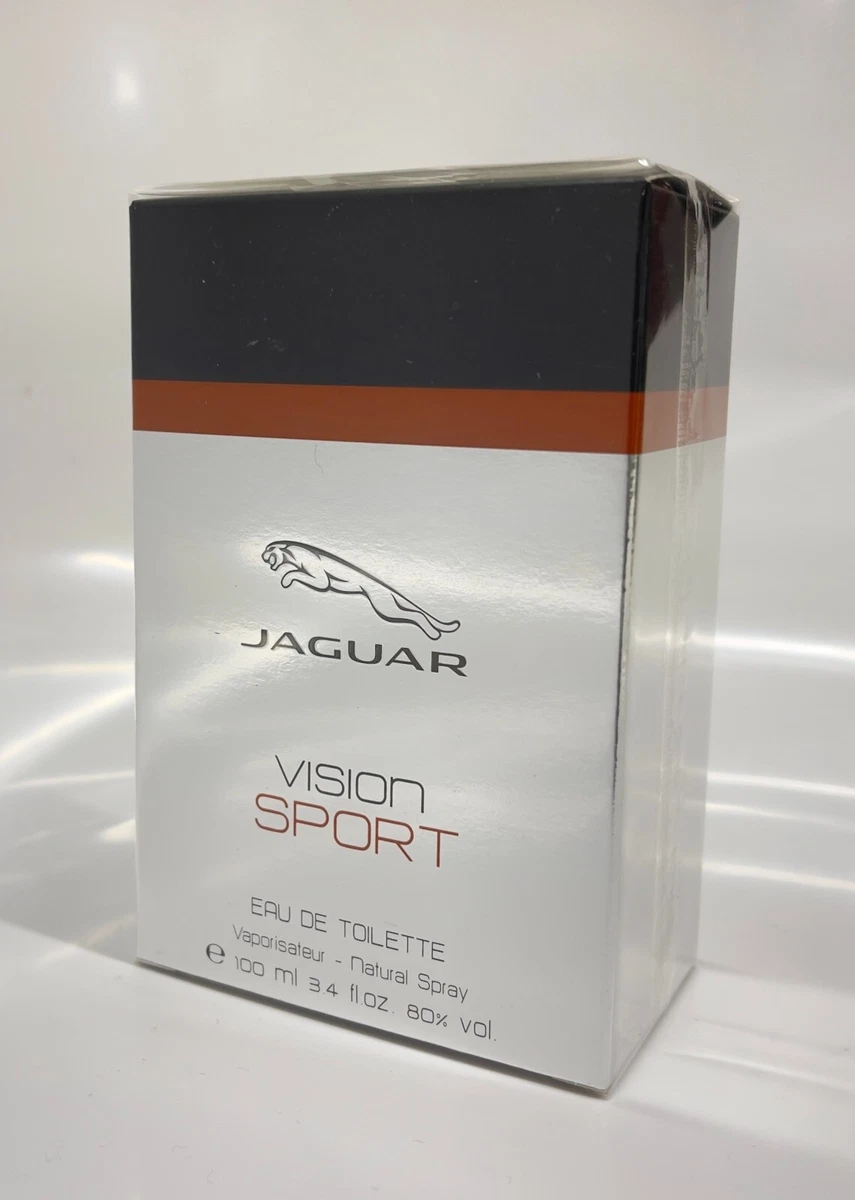 JAGUAR
VISION
SPORT
EAU DE TOILETTE
Vaporisateur - Natural Spray
e 100 ml 3.4 fl.oz. 80% vol.